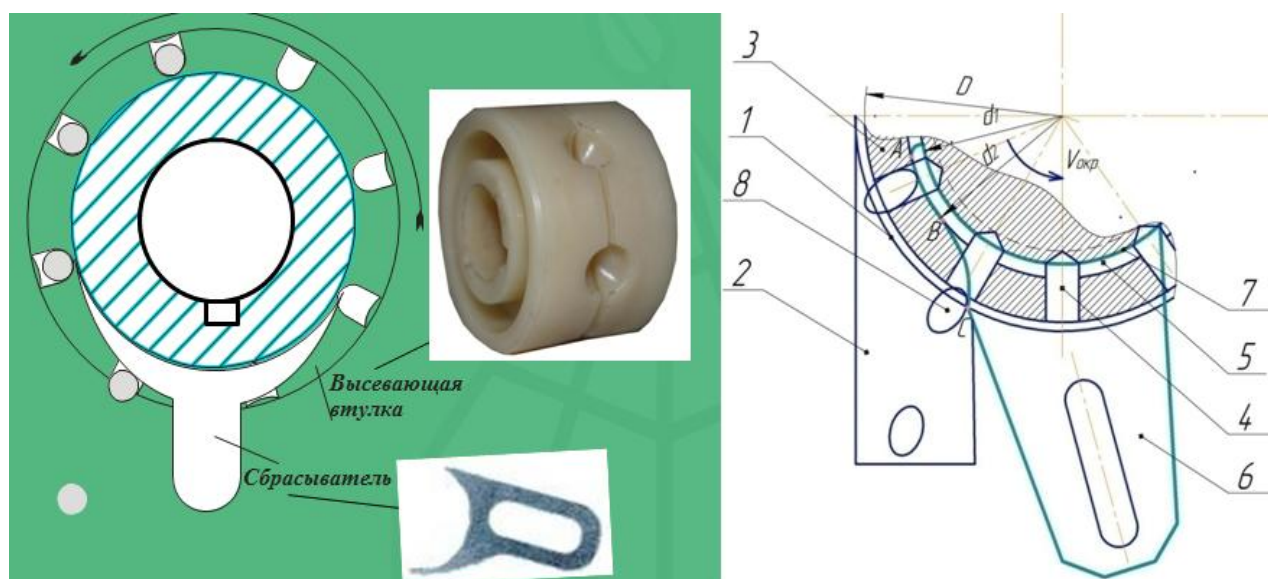 Высевающая
втулка
Сбрасыватель
3
1
8
2
D
d1
d2
A
B
C
Vокр
7
5
4
6